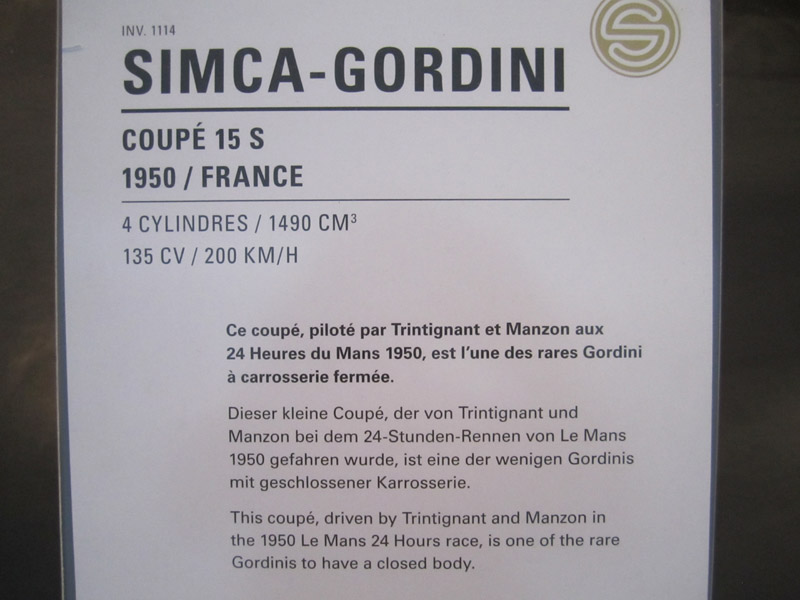 INV. 1114
SIMCA-GORDINI
COUPÉ 15 S
1950 / FRANCE
4 CYLINDRES / 1490 CM³
135 CV / 200 KM/H
Ce coupé, piloté par Trintignant et Manzon aux
24 Heures du Mans 1950, est l'une des rares Gordini
à carrosserie fermée.
Dieser kleine Coupé, der von Trintignant und
Manzon bei dem 24-Stunden-Rennen von Le Mans
1950 gefahren wurde, ist eine der wenigen Gordinis
mit geschlossener Karrosserie.
This coupé, driven by Trintignant and Manzon in
the 1950 Le Mans 24 Hours race, is one of the rare
Gordinis to have a closed body.